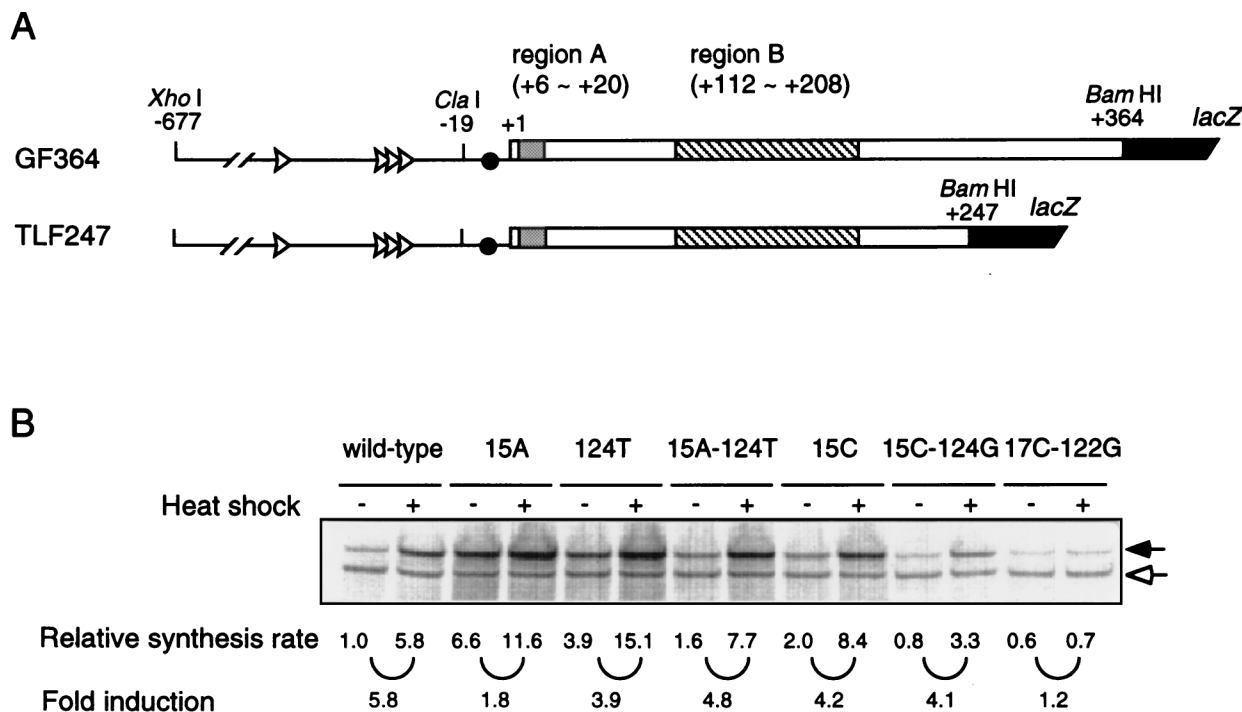 A
region A
(+6 ~ +20)
region B
(+112 ~ +208)
Xho I
-677
Cla I
-19
+1
Bam HI
+364
lacZ
GF364
Bam HI
+247
lacZ
TLF247
B
wild-type 15A 124T 15A-124T 15C 15C-124G 17C-122G
Heat shock - + - + - + - + - + - + - +
Relative synthesis rate 1.0 5.8 6.6 11.6 3.9 15.1 1.6 7.7 2.0 8.4 0.8 3.3 0.6 0.7
Fold induction 5.8 1.8 3.9 4.8 4.2 4.1 1.2